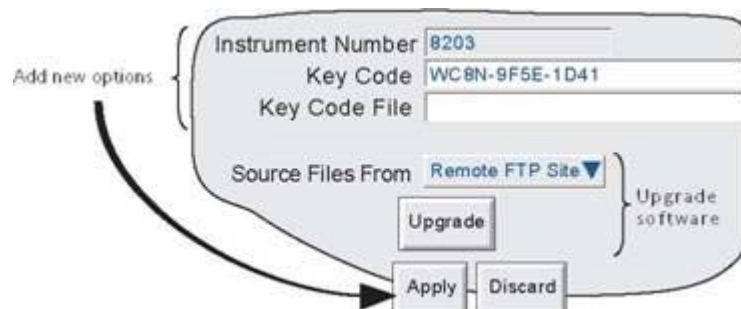 Instrument Number 8203
Add new options
Key Code WC8N-9F5E-1D41
Key Code File
Source Files From Remote FTP Site
Upgrade
Upgrade software
Apply Discard